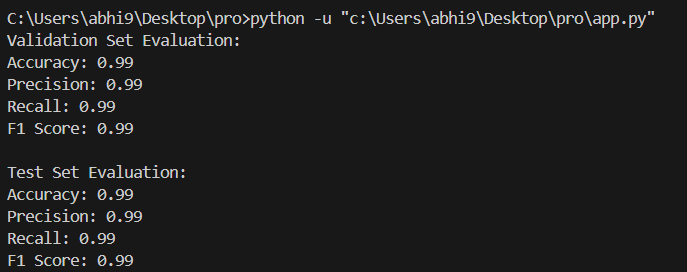 C:\Users\abhi9\Desktop\pro>python -u "c:\Users\abhi9\Desktop\pro\app.py"
Validation Set Evaluation:
Accuracy: 0.99
Precision: 0.99
Recall: 0.99
F1 Score: 0.99

Test Set Evaluation:
Accuracy: 0.99
Precision: 0.99
Recall: 0.99
F1 Score: 0.99